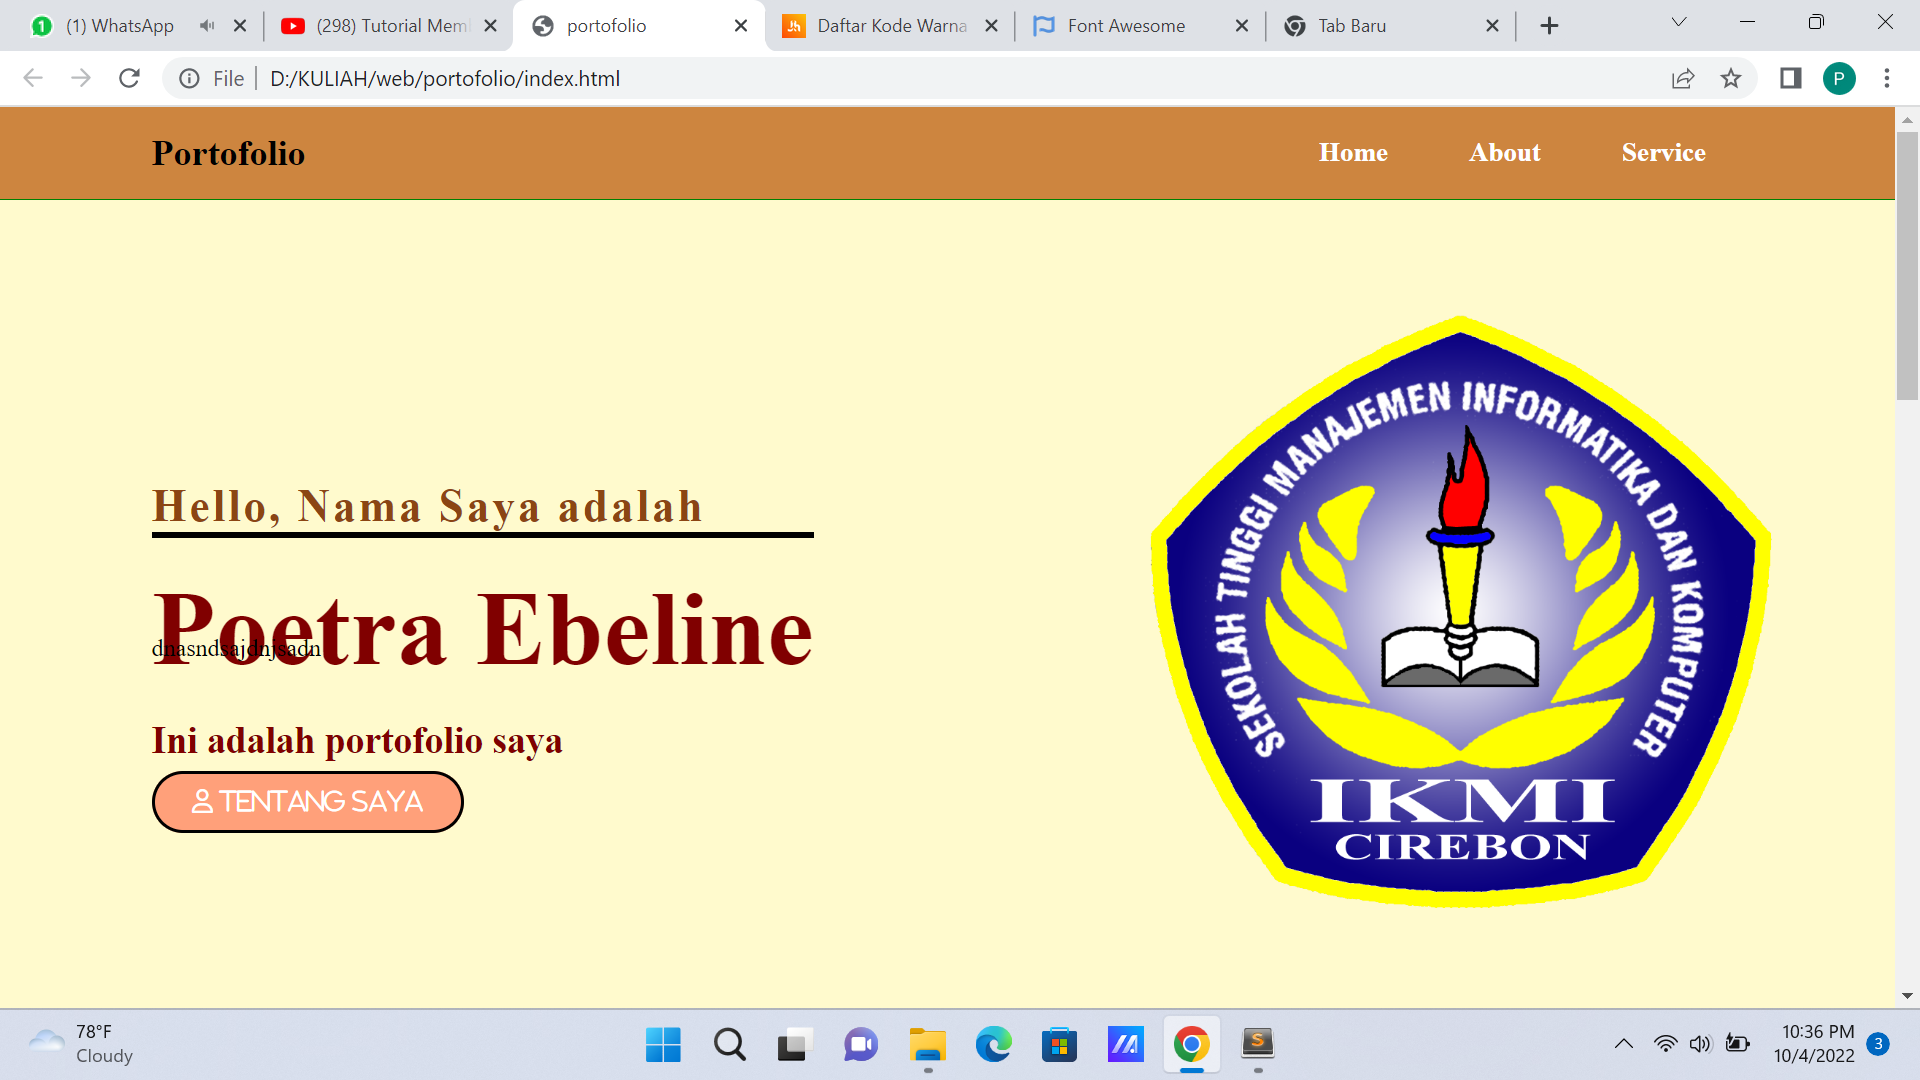 (1) WhatsApp
(298) Tutorial Mem
portofolio
Daftar Kode Warna
Font Awesome
Tab Baru
File
D:/KULIAH/web/portofolio/index.html
P
Portofolio
Home
About
Service
Hello, Nama Saya adalah
Poetra Ebeline
dnasndsajdnjsadn
Ini adalah portofolio saya
TENTANG SAYA
SEKOLAH TINGGI MANAJEMEN INFORMATIKA DAN KOMPUTER
IKMI
CIREBON
78°F
Cloudy
10:36 PM
10/4/2022
3